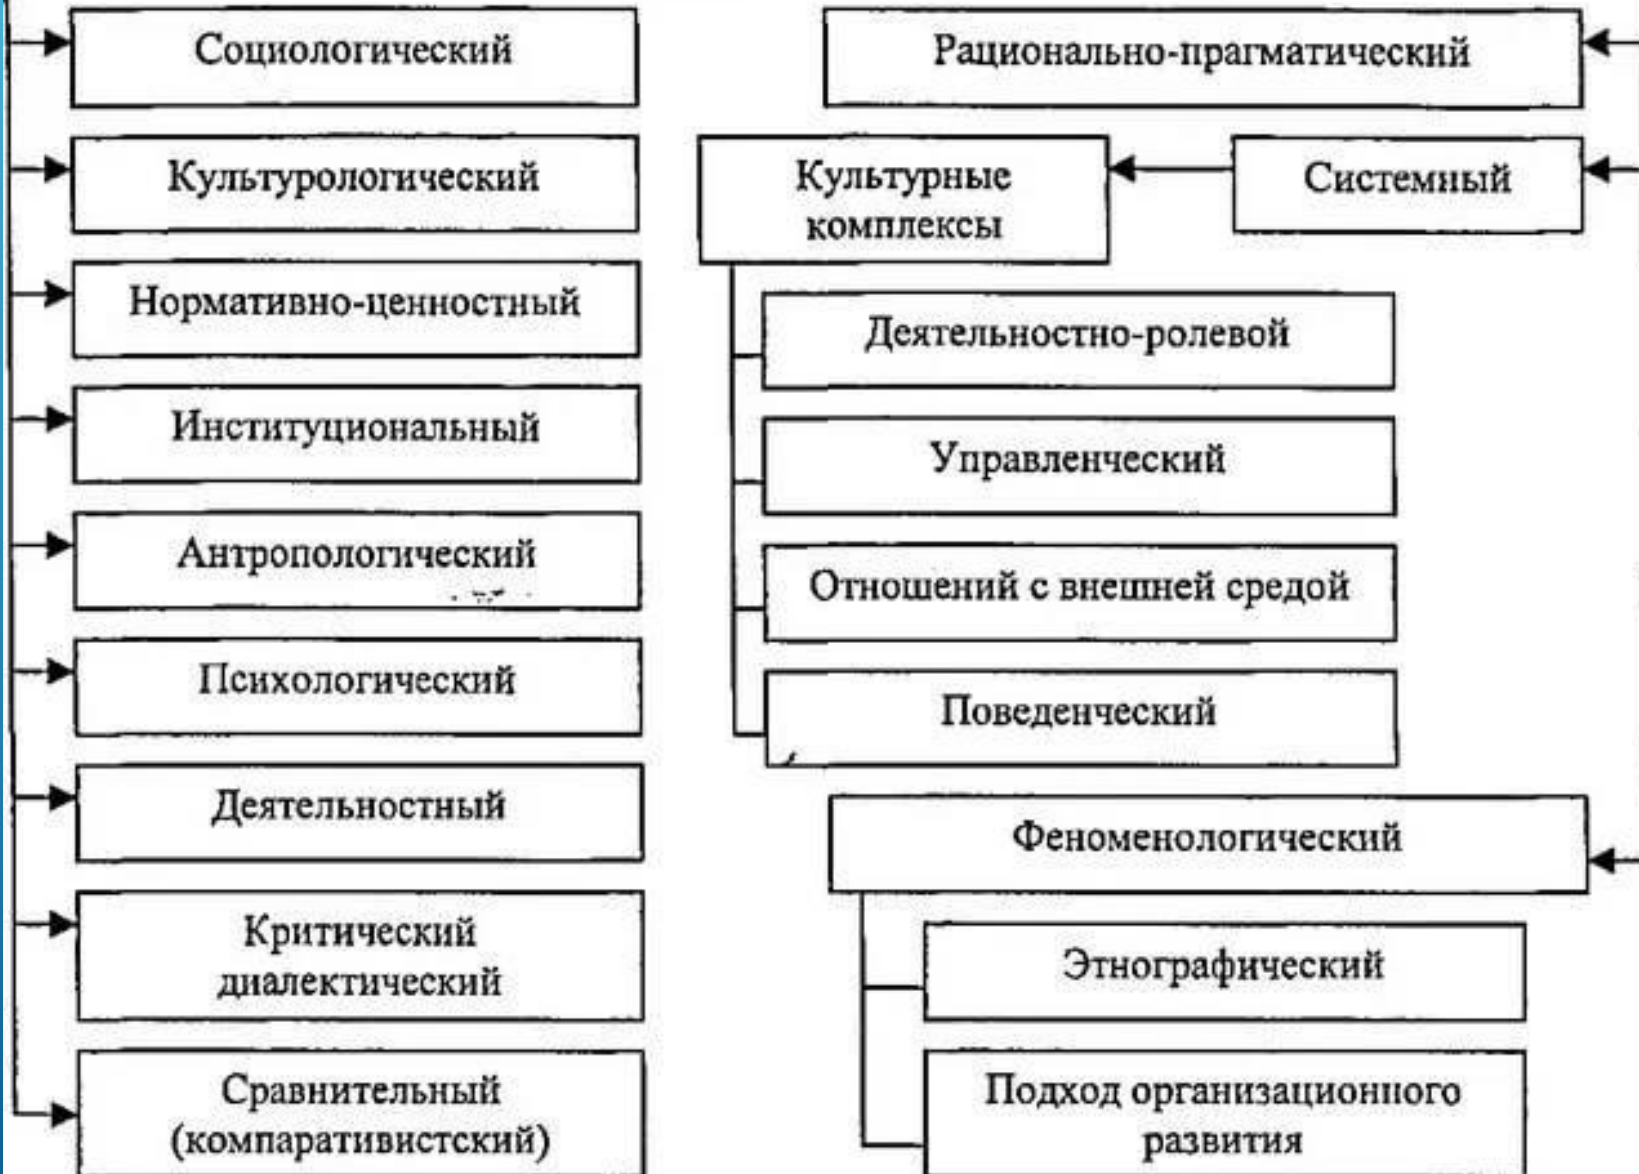 Социологический
Культурологический
Нормативно-ценностный
Институциональный
Антропологический
Психологический
Деятельностный
Критический
диалектический
Сравнительный
(компаративистский)
Рационально-прагматический
Культурные
комплексы
Системный
Деятельностно-ролевой
Управленческий
Отношений с внешней средой
Поведенческий
Феноменологический
Этнографический
Подход организационного
развития